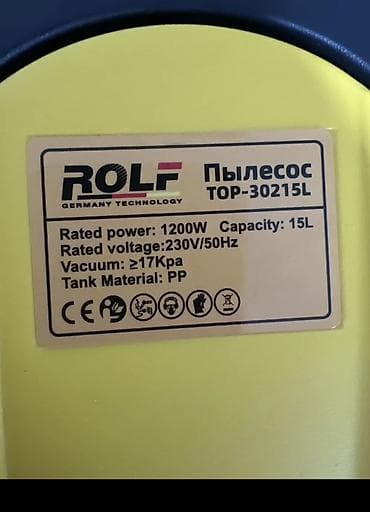 ROLF
GERMANY TECHNOLOGY
Пылесос
TOP-30215L
Rated power: 1200W Capacity: 15L
Rated voltage:230V/50Hz
Vacuum: ≥17Kpa
Tank Material: PP
CE